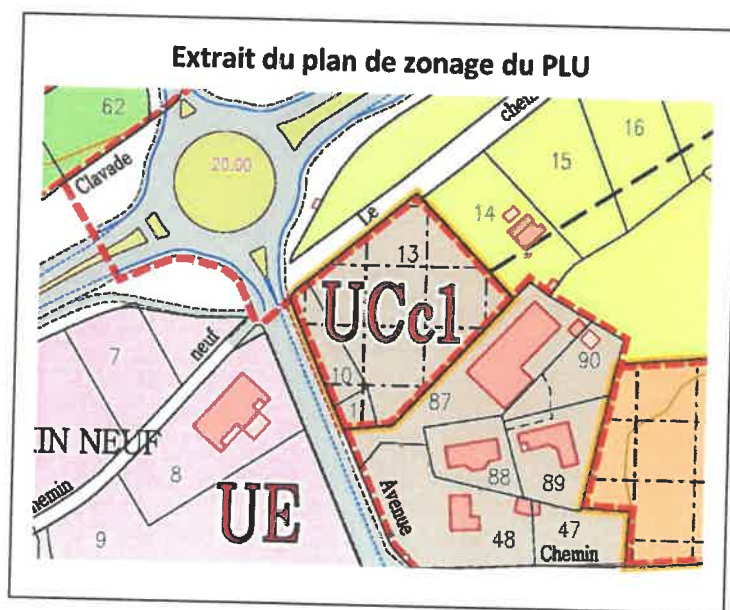 Extrait du plan de zonage du PLU
62
Clavade
20.00
Le
chem
16
15
14
13
UCc1
neuf
7
10
90
87
IN NEUF
8
88
89
UE
Avenue
Chemin
9
48
47
Chemin